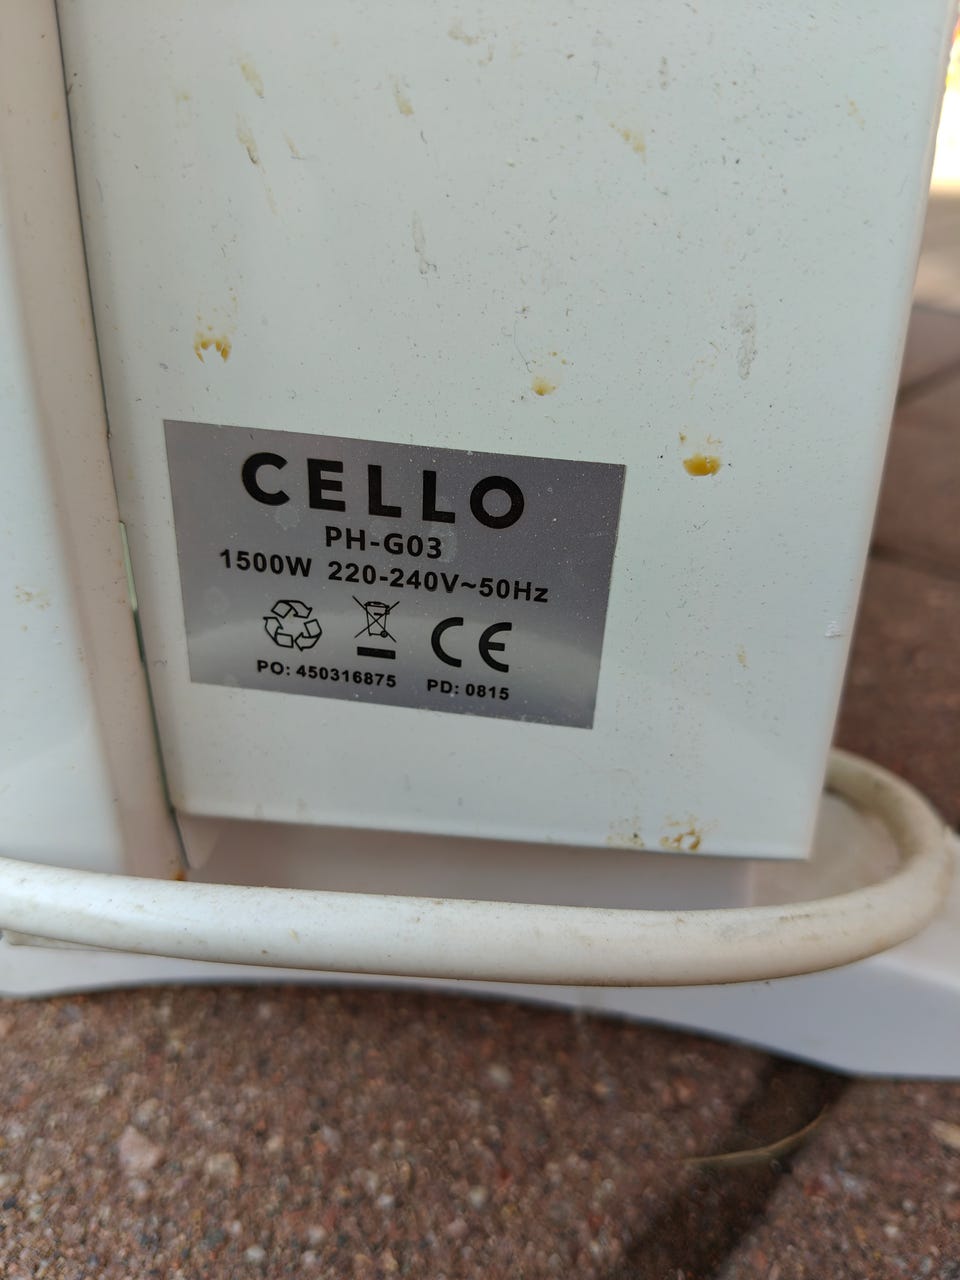 CELLO
PH-G03
1500W 220-240V~50Hz
CE
PO: 450316875 PD: 0815